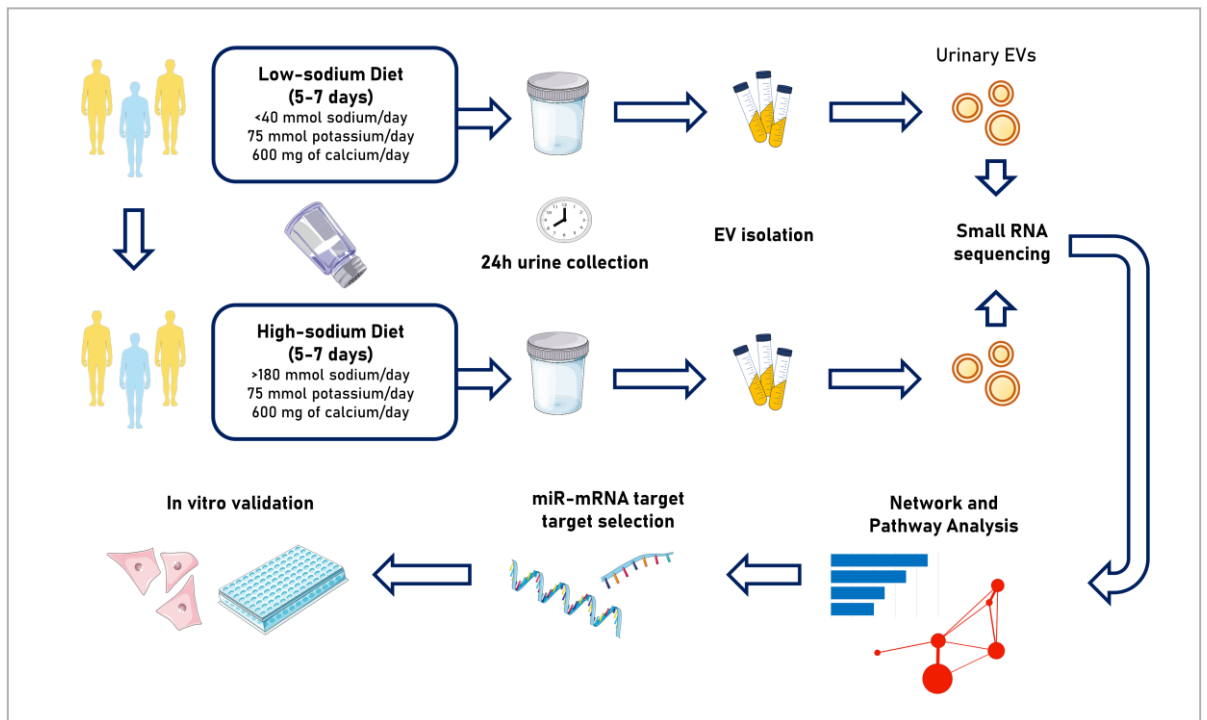 Low-sodium Diet
(5-7 days)
<40 mmol sodium/day
75 mmol potassium/day
600 mg of calcium/day
Urinary EVs
24h urine collection
EV isolation
Small RNA
sequencing
High-sodium Diet
(5-7 days)
>180 mmol sodium/day
75 mmol potassium/day
600 mg of calcium/day
In vitro validation
miR-mRNA target
target selection
Network and
Pathway Analysis